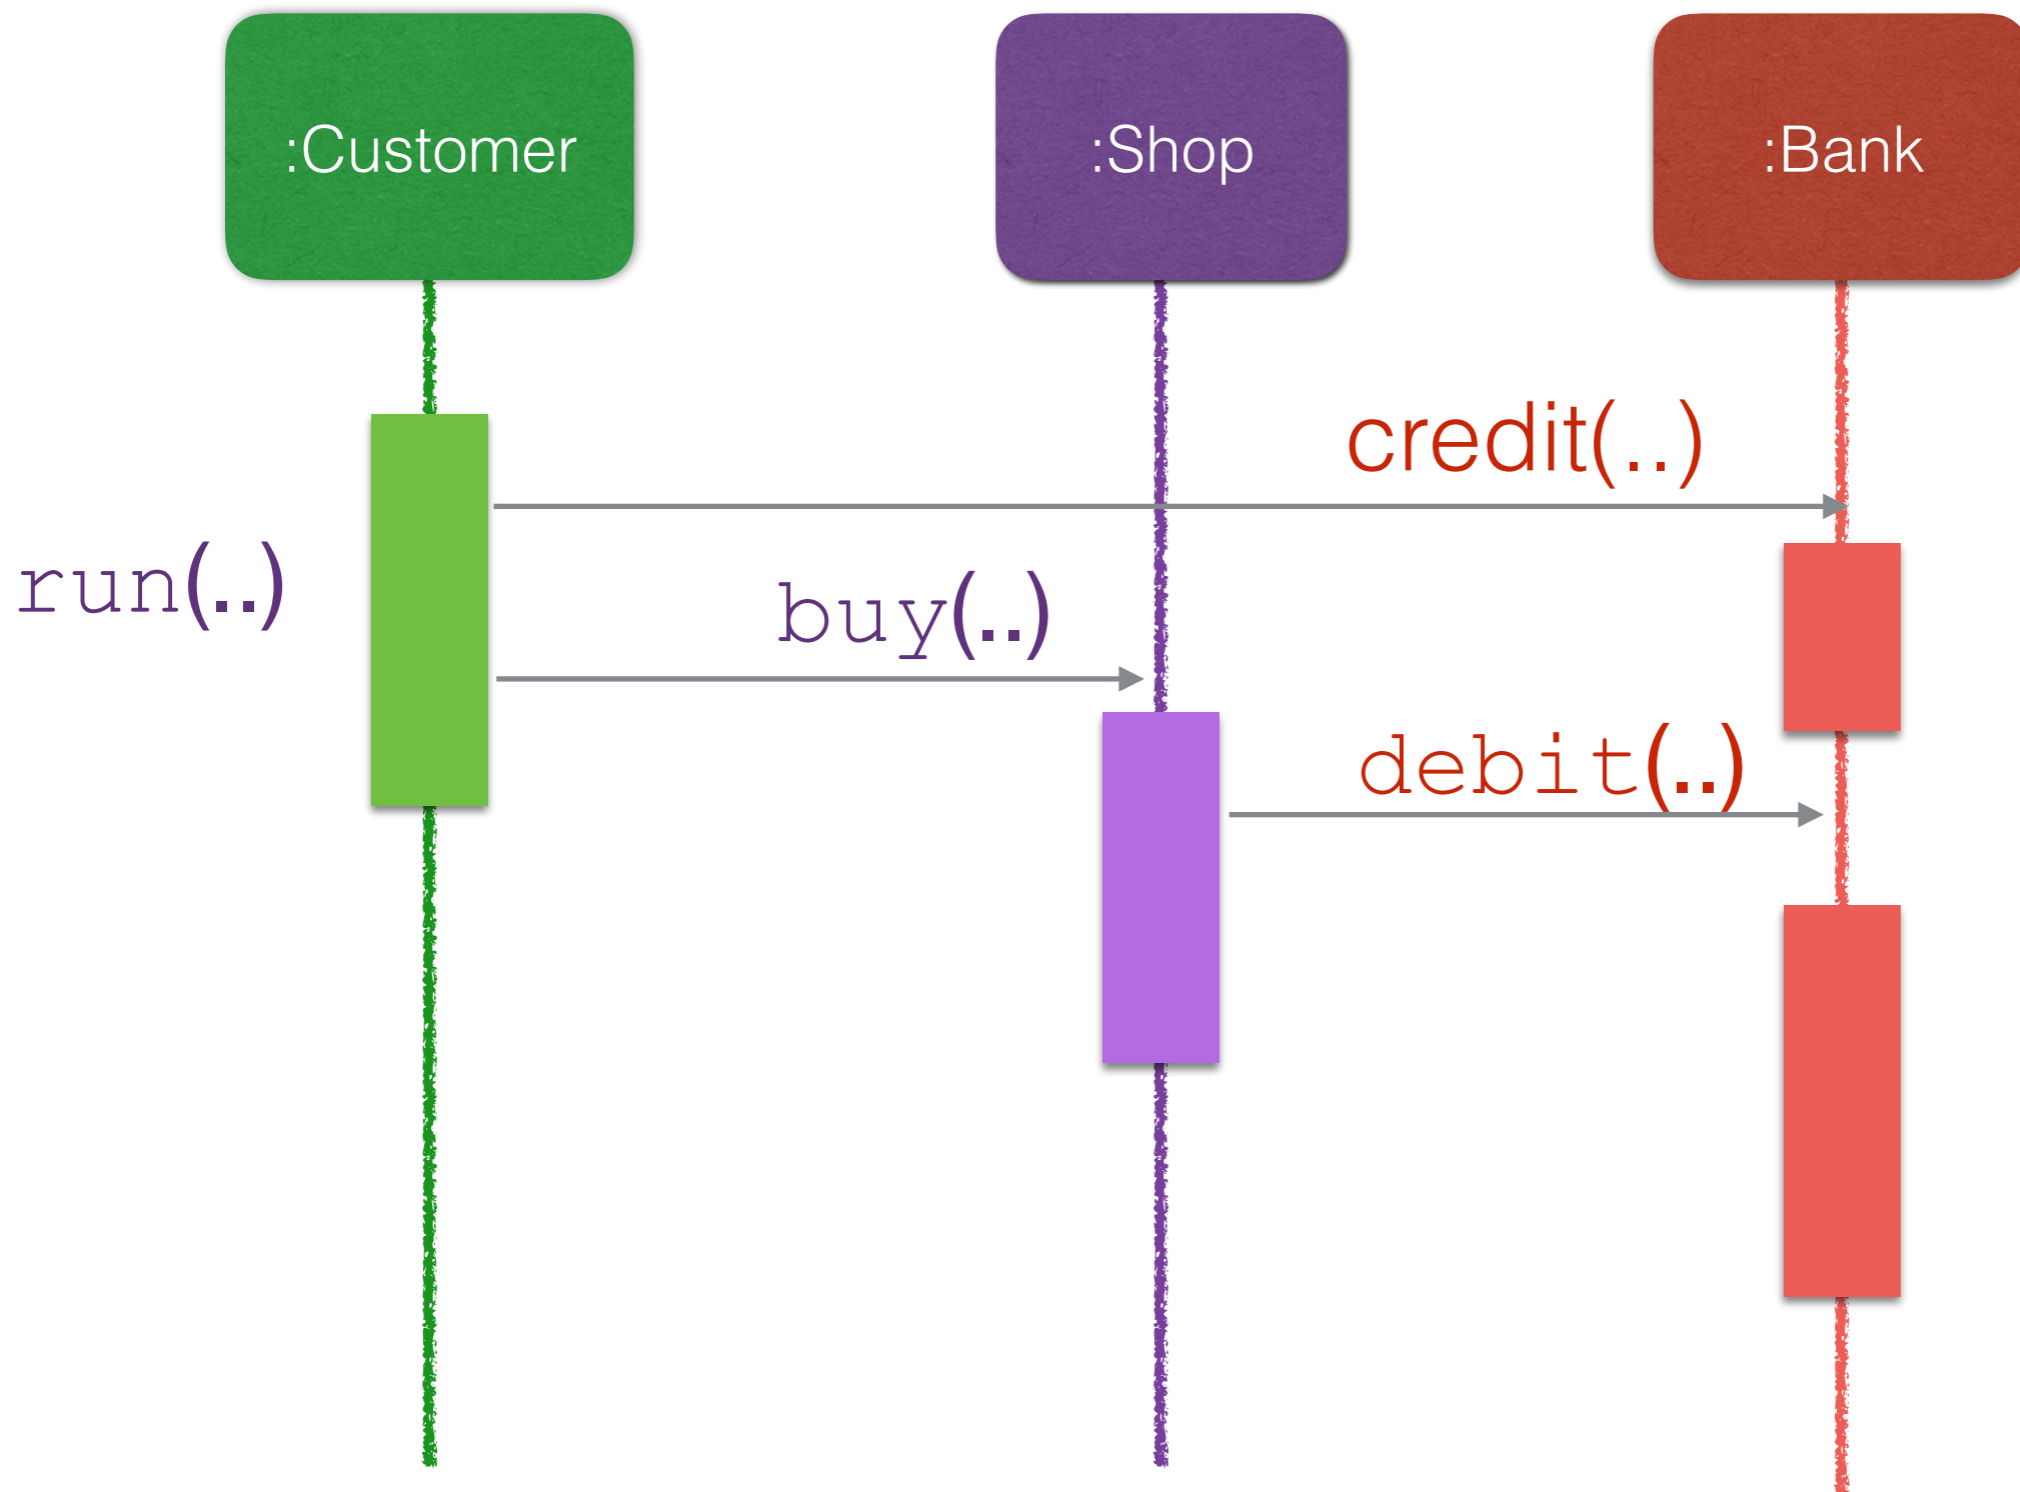 :Customer
:Shop
:Bank
credit(..)
run(..)
buy(..)
debit(..)